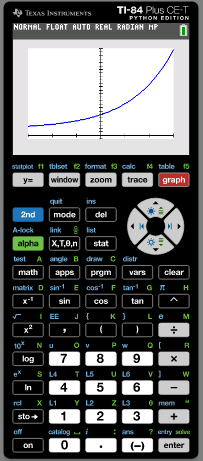 TEXAS INSTRUMENTS TI-84 Plus CE-T
PYTHON EDITION
NORMAL FLOAT AUTO REAL RADIAN MP
statplot f1 tblset f2 format f3 calc f4 table f5
y= window zoom trace graph
quit ins
2nd mode del
A-lock link list
alpha X,T,θ,n stat
test A angle B draw C distr
math apps prgm vars clear
matrix D sin⁻¹ E cos⁻¹ F tan⁻¹ G π H
x⁻¹ sin cos tan ^
√ I EE J { K } L e M
x² , ( ) ÷
10ˣ N u O v P w Q [ R
log 7 8 9 ×
eˣ S L4 T L5 U L6 V ] W
ln 4 5 6 −
rcl X L1 Y L2 Z L3 θ mem "
sto→ 1 2 3 +
off catalog i : ans ? entry solve
on 0 . (−) enter